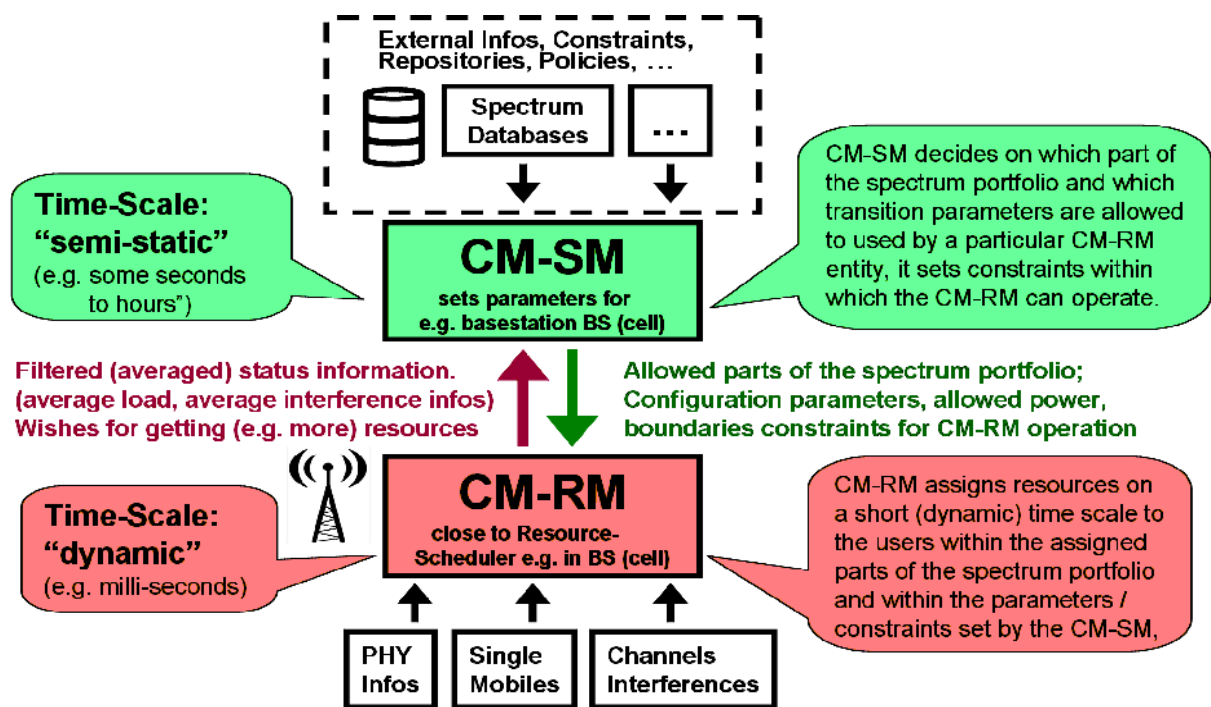 External Infos, Constraints,
Repositories, Policies, ...
Spectrum
Databases
...
CM-SM decides on which part of
the spectrum portfolio and which
transition parameters are allowed
to used by a particular CM-RM
entity, it sets constraints within
which the CM-RM can operate.
Time-Scale:
“semi-static”
(e.g. some seconds
to hours”)
CM-SM
sets parameters for
e.g. basestation BS (cell)
Filtered (averaged) status information.
(average load, average interference infos)
Wishes for getting (e.g. more) resources
Allowed parts of the spectrum portfolio;
Configuration parameters, allowed power,
boundaries constraints for CM-RM operation
CM-RM
close to Resource-
Scheduler e.g. in BS (cell)
Time-Scale:
“dynamic”
(e.g. milli-seconds)
CM-RM assigns resources on
a short (dynamic) time scale to
the users within the assigned
parts of the spectrum portfolio
and within the parameters /
constraints set by the CM-SM,
PHY
Infos
Single
Mobiles
Channels
Interferences